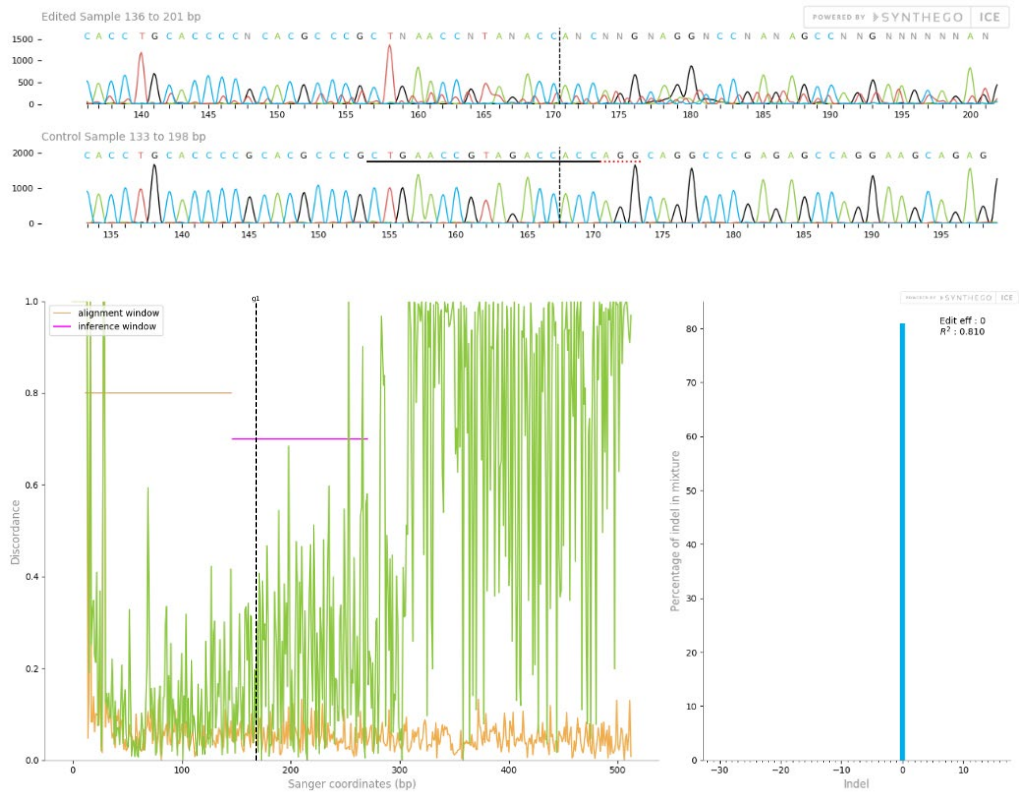 Edited Sample 136 to 201 bp
POWERED BY SYNTHEGO ICE
C A C C T G C A C C C C N C A C G C C C G C T N A A C C N T A N A C C A N C N N G N A G G N C C N A N A G C C N N G N N N N N N A N
1500
1000
500
0
140 145 150 155 160 165 170 175 180 185 190 195 200
Control Sample 133 to 198 bp
C A C C T G C A C C C C G C A C G C C C G C T G A A C C G T A G A C C A C C A G G C A G G C C C G A G A G C C A G G A A G C A G A G
2000
1000
0
135 140 145 150 155 160 165 170 175 180 185 190 195
g1
alignment window
inference window
1.0
0.8
0.6
0.4
0.2
0.0
Discordance
0 100 200 300 400 500
Sanger coordinates (bp)
POWERED BY SYNTHEGO ICE
Edit eff : 0
R² : 0.810
80
70
60
50
40
30
20
10
0
Percentage of indel in mixture
−30 −20 −10 0 10
Indel